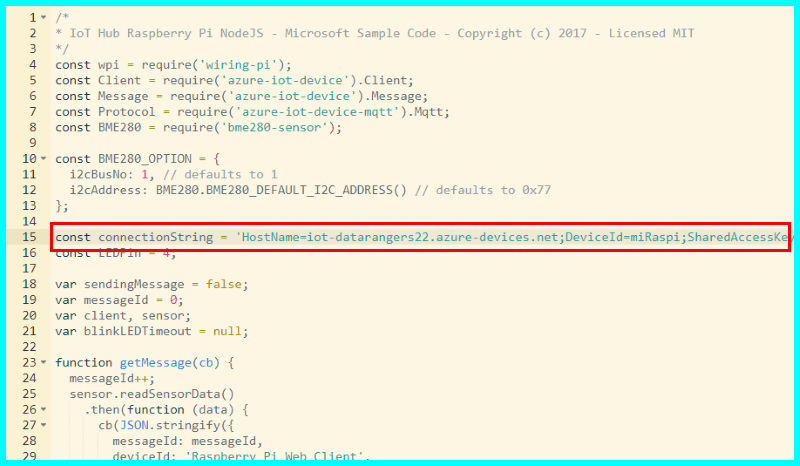 1 /*
2 * IoT Hub Raspberry Pi NodeJS - Microsoft Sample Code - Copyright (c) 2017 - Licensed MIT
3 */
4 const wpi = require('wiring-pi');
5 const Client = require('azure-iot-device').Client;
6 const Message = require('azure-iot-device').Message;
7 const Protocol = require('azure-iot-device-mqtt').Mqtt;
8 const BME280 = require('bme280-sensor');
9
10 const BME280_OPTION = {
11 i2cBusNo: 1, // defaults to 1
12 i2cAddress: BME280.BME280_DEFAULT_I2C_ADDRESS() // defaults to 0x77
13 };
14
15 const connectionString = 'HostName=iot-datarangers22.azure-devices.net;DeviceId=miRaspi;SharedAccessKey
16 const LEDPin = 4;
17
18 var sendingMessage = false;
19 var messageId = 0;
20 var client, sensor;
21 var blinkLEDTimeout = null;
22
23 function getMessage(cb) {
24 messageId++;
25 sensor.readSensorData()
26 .then(function (data) {
27 cb(JSON.stringify({
28 messageId: messageId,
29 deviceId: 'Raspberry Pi Web Client',